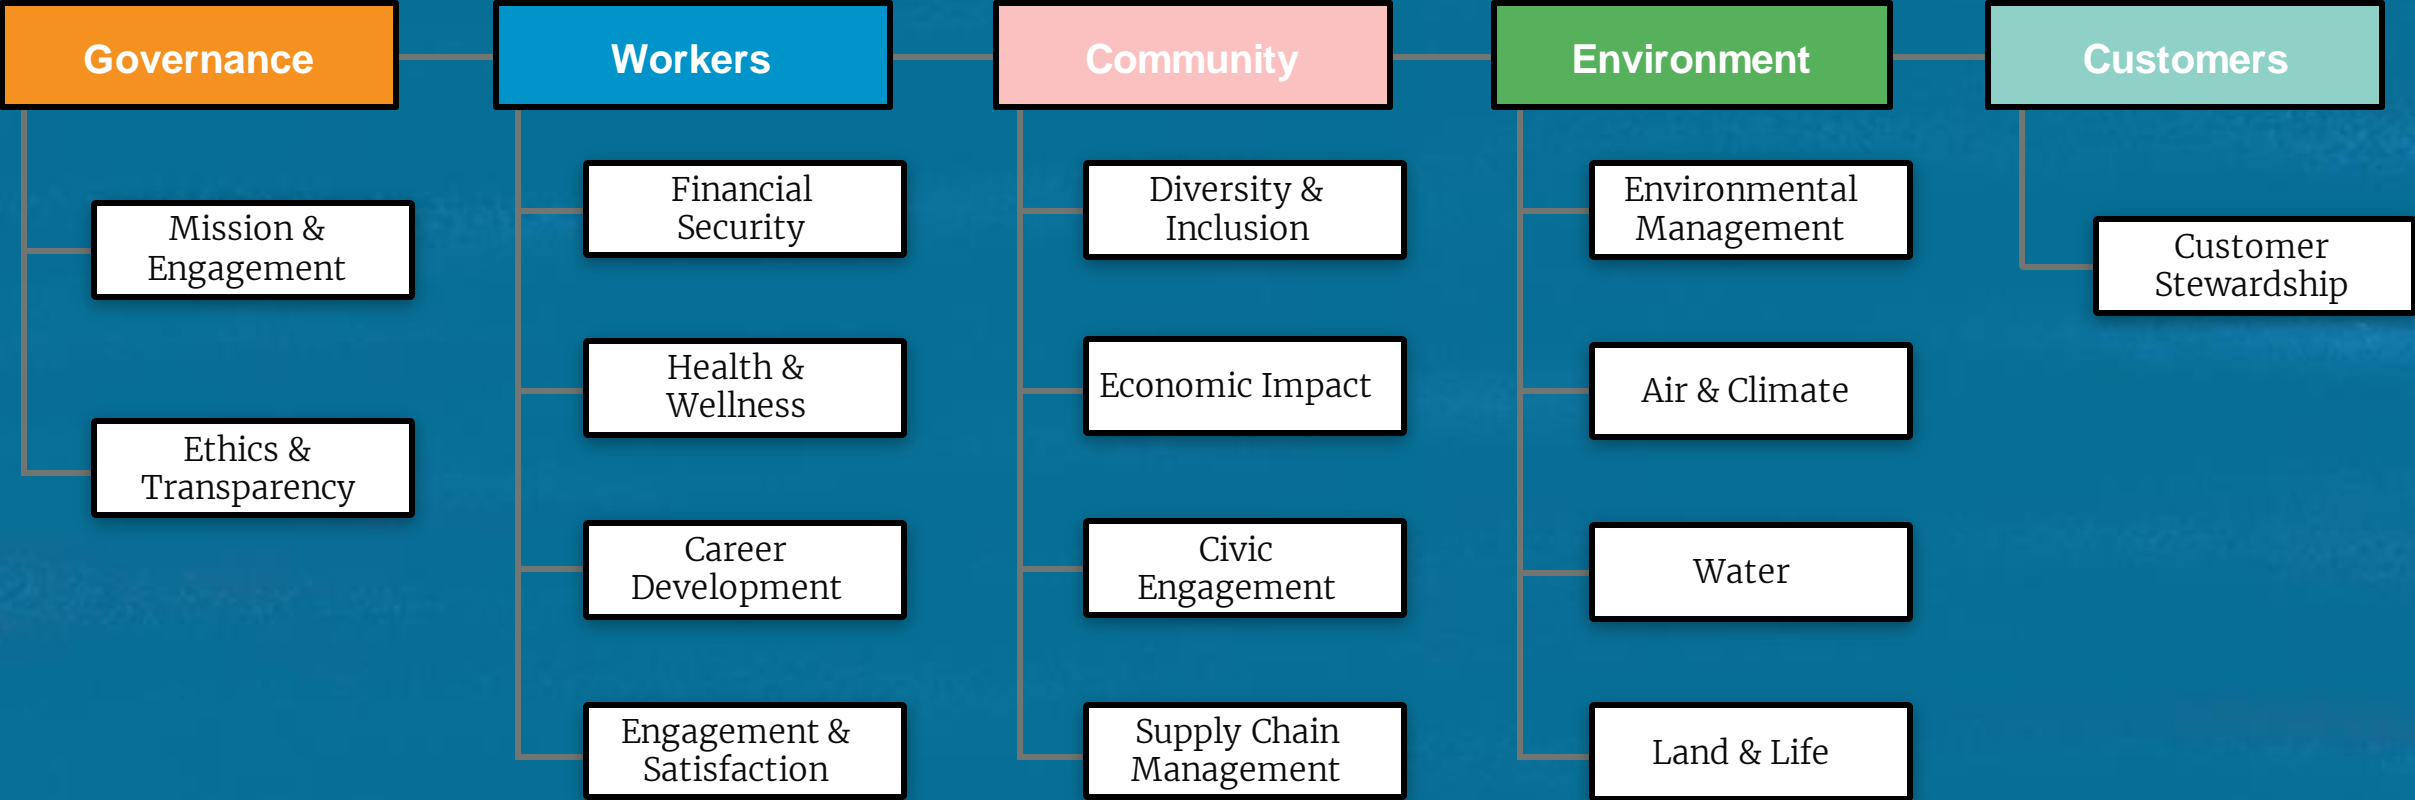 Governance
Workers
Community
Environment
Customers
Mission &
Engagement
Ethics &
Transparency
Financial
Security
Health &
Wellness
Career
Development
Engagement &
Satisfaction
Diversity &
Inclusion
Economic Impact
Civic
Engagement
Supply Chain
Management
Environmental
Management
Air & Climate
Water
Land & Life
Customer
Stewardship